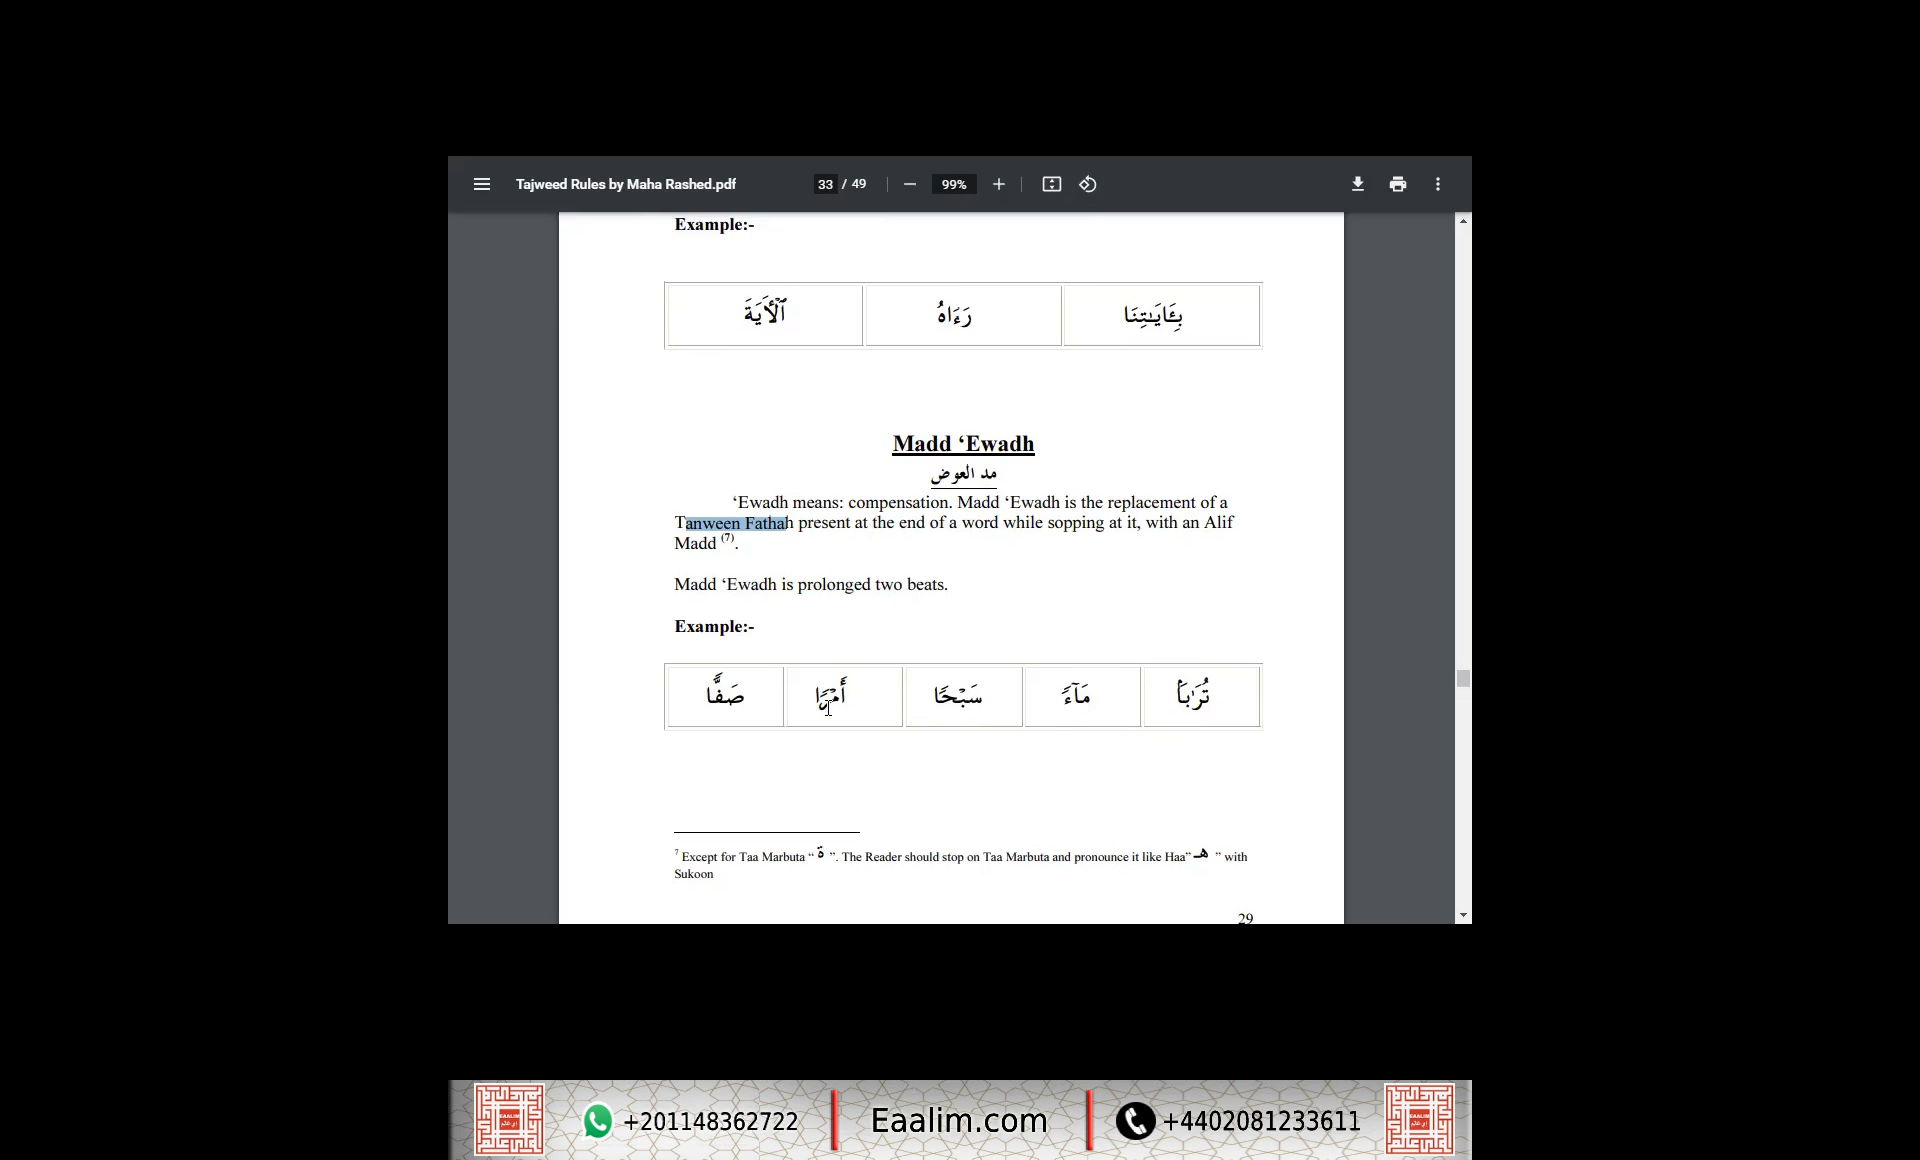 Tajweed Rules by Maha Rashed.pdf
33 / 49
99%
Example:-
بِـَٔايَـٰتِنَا
رَءَاهُ
ٱلْـَٔايَةَ
Madd ‘Ewadh
مد العوض
‘Ewadh means: compensation. Madd ‘Ewadh is the replacement of a
Tanween Fathah present at the end of a word while sopping at it, with an Alif
Madd (7).
Madd ‘Ewadh is prolonged two beats.
Example:-
تُرَٰبًا
مَآءً
سَبْحًا
أَمْرًا
صَفًّا
7 Except for Taa Marbuta “ ة ”. The Reader should stop on Taa Marbuta and pronounce it like Haa” هـ ” with
Sukoon
29
+201148362722
Eaalim.com
+4402081233611